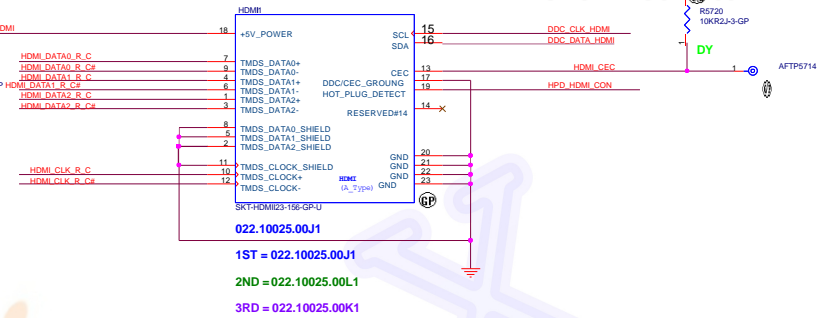 HDMI1
R5720
10KR2J-3-GP
DMI
18
+5V_POWER
SCL
15
DDC_CLK_HDMI
SDA
16
DDC_DATA_HDMI
1
DY
HDMI_DATA0_R_C
7
TMDS_DATA0+
CEC
13
HDMI_CEC
1
AFTP5714
HDMI_DATA0_R_C#
9
TMDS_DATA0-
DDC/CEC_GROUNG
17
HDMI_DATA1_R_C
4
TMDS_DATA1+
HOT_PLUG_DETECT
19
HPD_HDMI_CON
P HDMI_DATA1_R_C#
6
TMDS_DATA1-
HDMI_DATA2_R_C
1
TMDS_DATA2+
RESERVED#14
14
HDMI_DATA2_R_C#
3
TMDS_DATA2-
8
TMDS_DATA0_SHIELD
5
TMDS_DATA1_SHIELD
2
TMDS_DATA2_SHIELD
GND
20
11
TMDS_CLOCK_SHIELD
GND
21
HDMI_CLK_R_C
10
TMDS_CLOCK+
HDMI
GND
22
HDMI_CLK_R_C#
12
TMDS_CLOCK-
(A_Type)
GND
23
GP
SKT-HDMII23-156-GP-U
022.10025.00J1
1ST = 022.10025.00J1
2ND = 022.10025.00L1
3RD = 022.10025.00K1